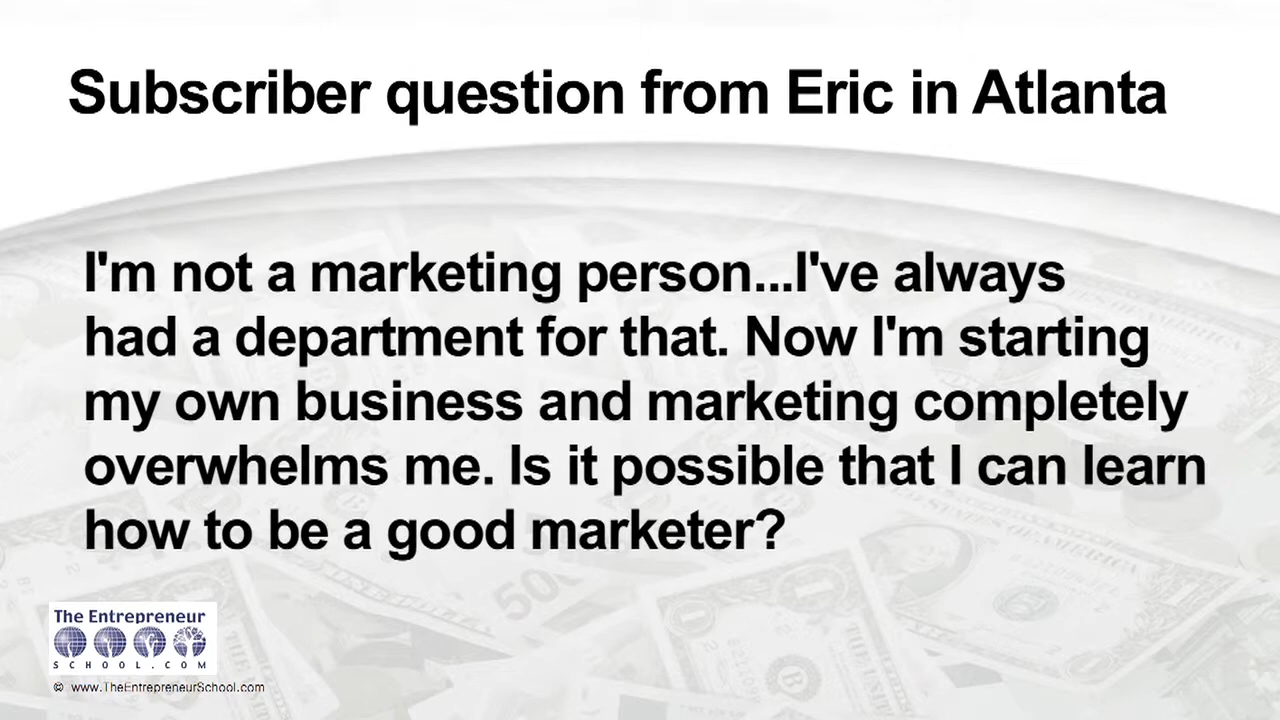 Subscriber question from Eric in Atlanta
I'm not a marketing person...I've always
had a department for that. Now I'm starting
my own business and marketing completely
overwhelms me. Is it possible that I can learn
how to be a good marketer?
The Entrepreneur
SCHOOL.COM
© www.TheEntrepreneurSchool.com